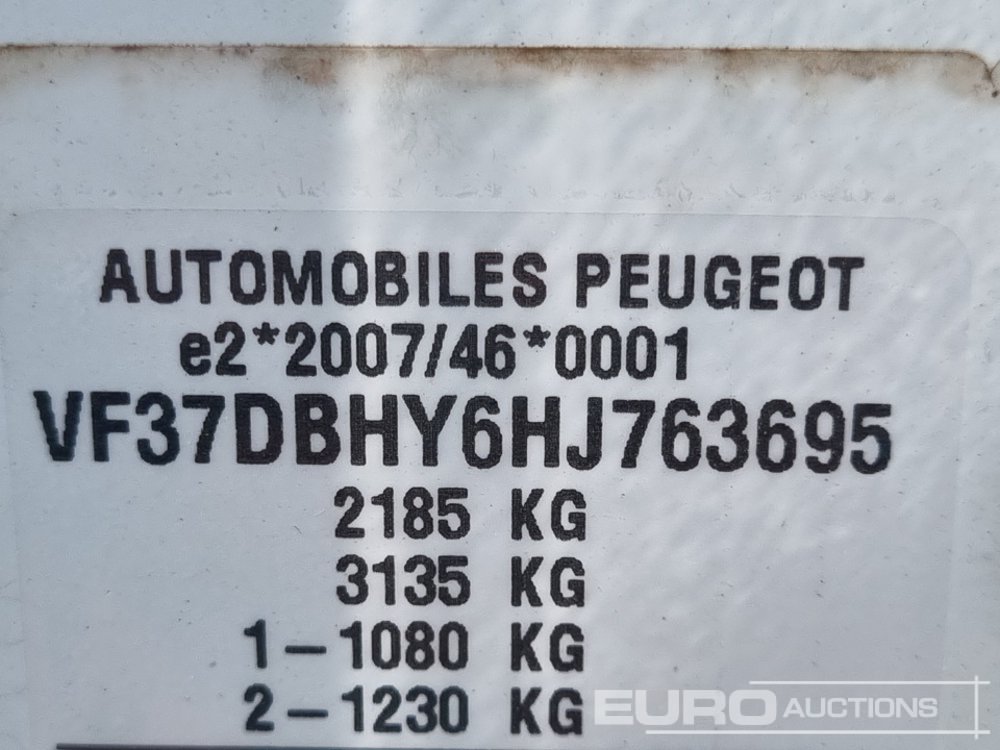 AUTOMOBILES PEUGEOT
e2*2007/46*0001
VF37DBHY6HJ763695
2185 KG
3135 KG
1-1080 KG
2-1230 KG
EURO AUCTIONS